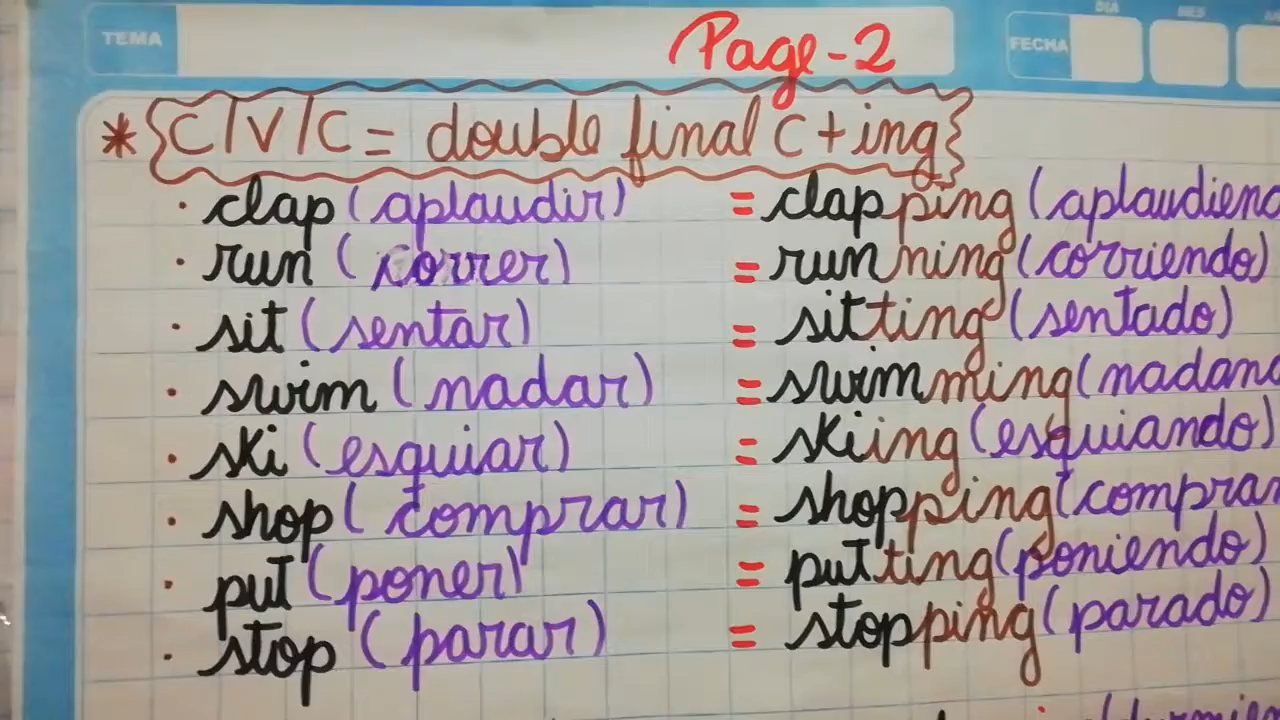 TEMA
Page-2
FECHA
DIA
MES
* C/V/C = double final C + ing
· clap (aplaudir) = clapping (aplaudiend
· run (correr) = running (corriendo)
· sit (sentar) = sitting (sentado)
· swim (nadar) = swimming (nadand
· ski (esquiar) = skiing (esquiando)
· shop (comprar) = shopping (compran
· put (poner) = putting (poniendo)
· stop (parar) = stopping (parado)